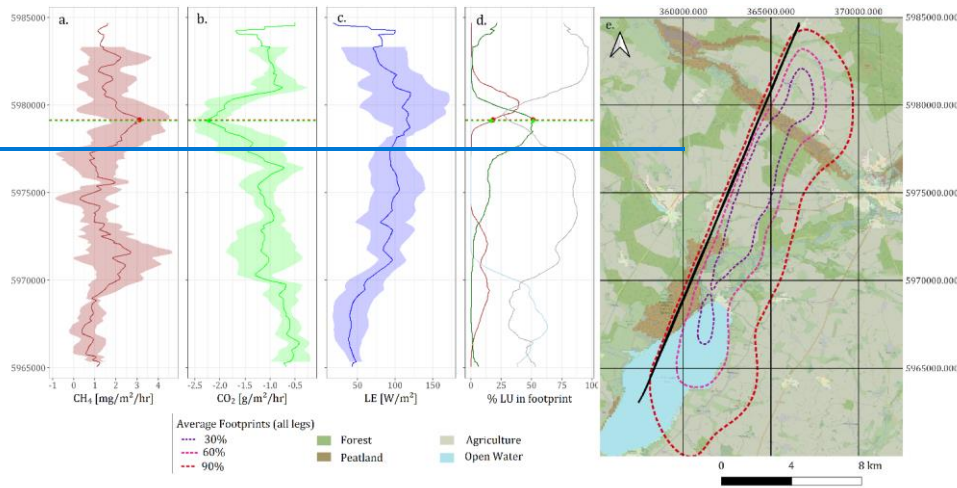 a.
b.
c.
d.
e.
360000.000
365000.000
370000.000
5985000
5985000.000
5980000
5980000.000
5975000
5975000.000
5970000
5970000.000
5965000
5965000.000
-1 0 1 2 3 4
-2.5 -1.5 -0.5
50 100 150
0 25 50 75 100
CH₄ [mg/m²/hr]
CO₂ [g/m²/hr]
LE [W/m²]
% LU in footprint
Average Footprints (all legs)
30%
60%
90%
Forest
Peatland
Agriculture
Open Water
0 4 8 km